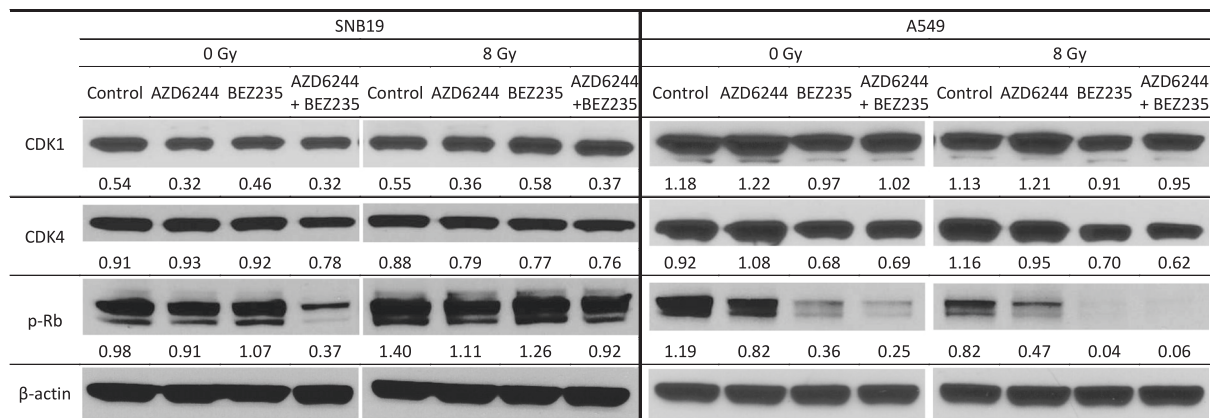 SNB19 A549
0 Gy 8 Gy 0 Gy 8 Gy
Control AZD6244 BEZ235 AZD6244 + BEZ235 Control AZD6244 BEZ235 AZD6244 +BEZ235 Control AZD6244 BEZ235 AZD6244 + BEZ235 Control AZD6244 BEZ235 AZD6244 + BEZ235
CDK1
0.54 0.32 0.46 0.32 0.55 0.36 0.58 0.37 1.18 1.22 0.97 1.02 1.13 1.21 0.91 0.95
CDK4
0.91 0.93 0.92 0.78 0.88 0.79 0.77 0.76 0.92 1.08 0.68 0.69 1.16 0.95 0.70 0.62
p-Rb
0.98 0.91 1.07 0.37 1.40 1.11 1.26 0.92 1.19 0.82 0.36 0.25 0.82 0.47 0.04 0.06
β-actin